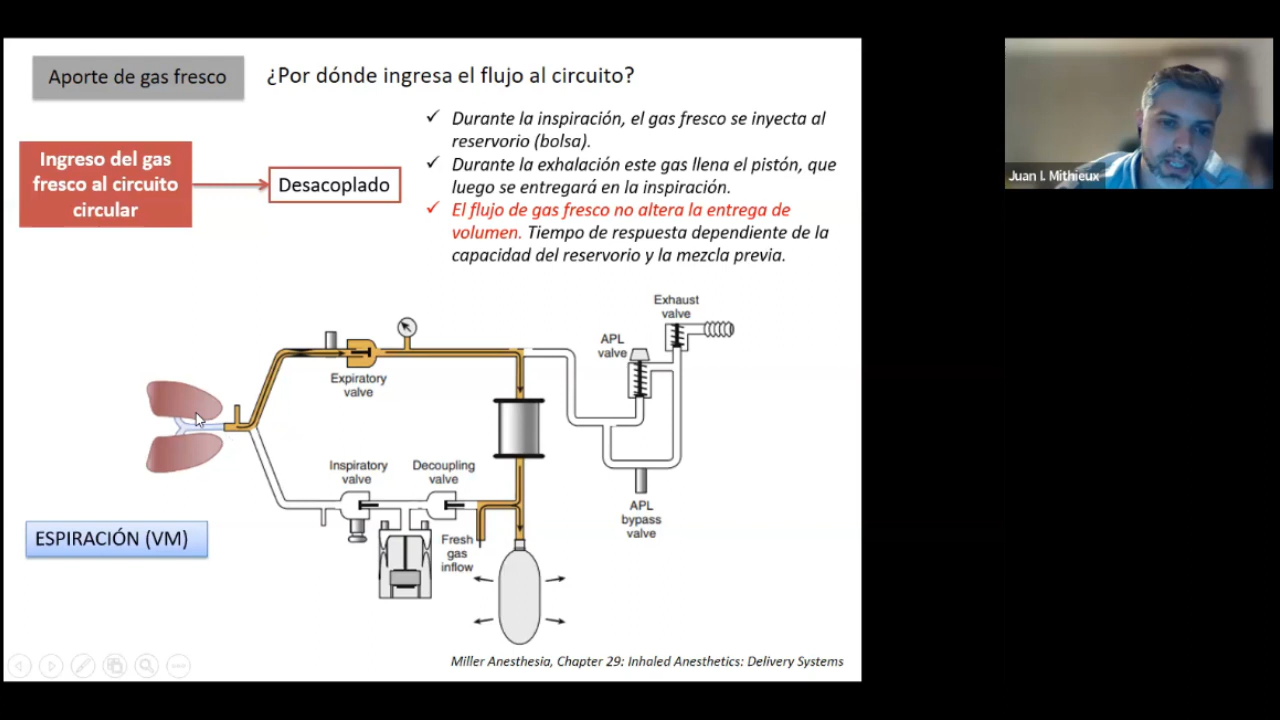 Aporte de gas fresco
¿Por dónde ingresa el flujo al circuito?
Ingreso del gas
fresco al circuito
circular
Desacoplado
✓ Durante la inspiración, el gas fresco se inyecta al
reservorio (bolsa).
✓ Durante la exhalación este gas llena el pistón, que
luego se entregará en la inspiración.
✓ El flujo de gas fresco no altera la entrega de
volumen. Tiempo de respuesta dependiente de la
capacidad del reservorio y la mezcla previa.
Juan I. Mithieux
Exhaust
valve
APL
valve
Expiratory
valve
Inspiratory
valve
Decoupling
valve
APL
bypass
valve
Fresh
gas
inflow
ESPIRACIÓN (VM)
Miller Anesthesia, Chapter 29: Inhaled Anesthetics: Delivery Systems